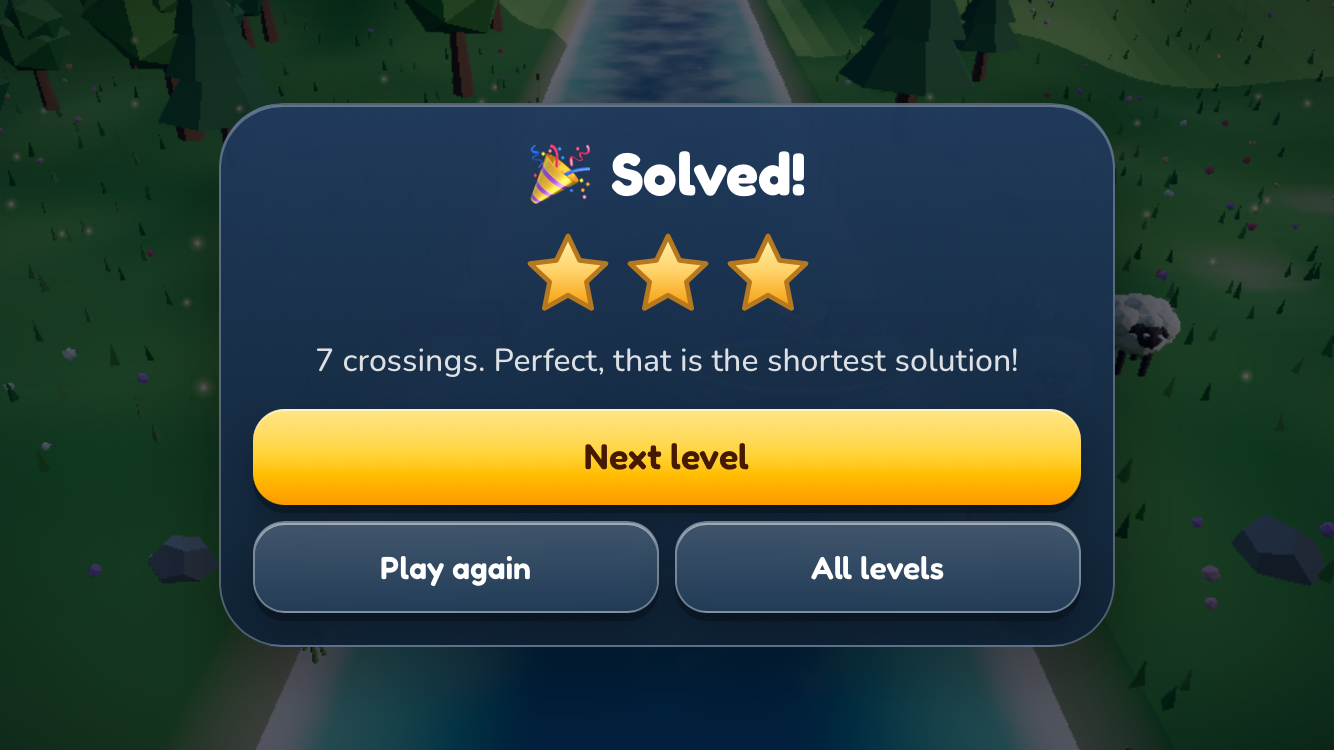 Solved!
7 crossings. Perfect, that is the shortest solution!
Next level
Play again
All levels